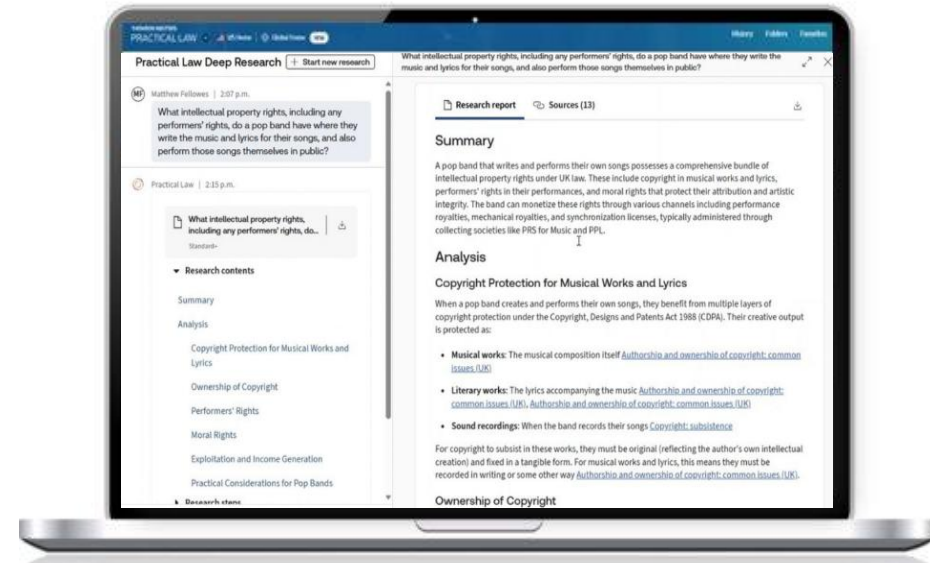 THOMSON REUTERS
PRACTICAL LAW
History Folders Favorites
Practical Law Deep Research + Start new research
MF Matthew Fellowes | 2:07 p.m.
What intellectual property rights, including any
performers' rights, do a pop band have where they
write the music and lyrics for their songs, and also
perform those songs themselves in public?
Practical Law | 2:15 p.m.
What intellectual property rights,
including any performers' rights, do...
Standard+
Research contents
Summary
Analysis
Copyright Protection for Musical Works and
Lyrics
Ownership of Copyright
Performers' Rights
Moral Rights
Exploitation and Income Generation
Practical Considerations for Pop Bands
Research steps
What intellectual property rights, including any performers' rights, do a pop band have where they write the
music and lyrics for their songs, and also perform those songs themselves in public?
Research report Sources (13)
Summary
A pop band that writes and performs their own songs possesses a comprehensive bundle of
intellectual property rights under UK law. These include copyright in musical works and lyrics,
performers' rights in their performances, and moral rights that protect their attribution and artistic
integrity. The band can monetize these rights through various channels including performance
royalties, mechanical royalties, and synchronization licenses, typically administered through
collecting societies like PRS for Music and PPL.
Analysis
Copyright Protection for Musical Works and Lyrics
When a pop band creates and performs their own songs, they benefit from multiple layers of
copyright protection under the Copyright, Designs and Patents Act 1988 (CDPA). Their creative output
is protected as:
• Musical works: The musical composition itself Authorship and ownership of copyright: common
issues (UK)
• Literary works: The lyrics accompanying the music Authorship and ownership of copyright:
common issues (UK), Authorship and ownership of copyright: common issues (UK)
• Sound recordings: When the band records their songs Copyright: subsistence
For copyright to subsist in these works, they must be original (reflecting the author's own intellectual
creation) and fixed in a tangible form. For musical works and lyrics, this means they must be
recorded in writing or some other way Authorship and ownership of copyright: common issues (UK).
Ownership of Copyright